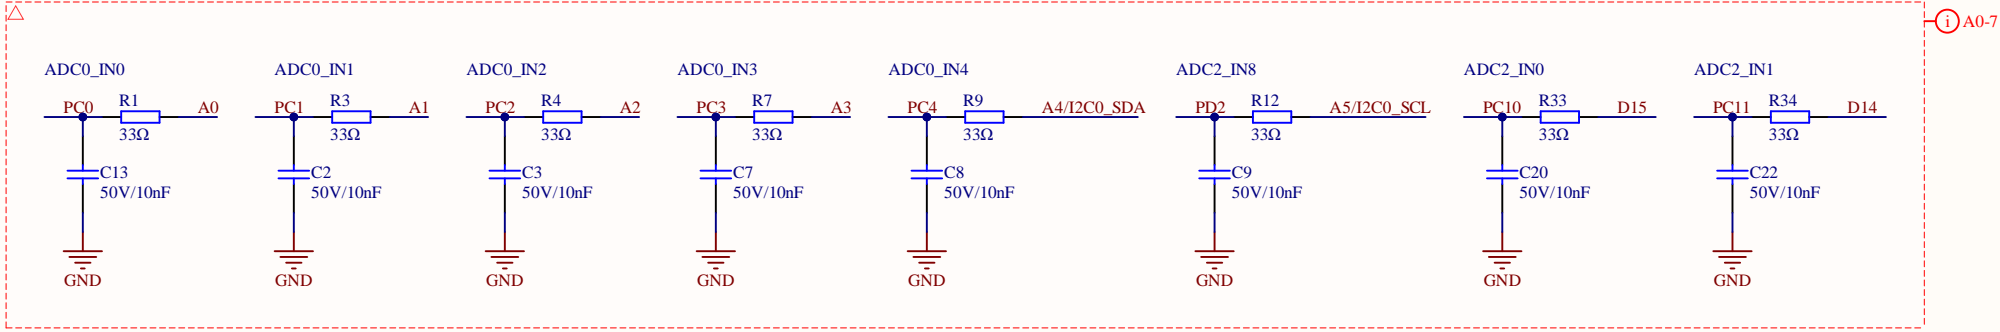 i A0-7
ADC0_IN0 ADC0_IN1 ADC0_IN2 ADC0_IN3 ADC0_IN4 ADC2_IN8 ADC2_IN0 ADC2_IN1
PC0 R1 A0 PC1 R3 A1 PC2 R4 A2 PC3 R7 A3 PC4 R9 A4/I2C0_SDA PD2 R12 A5/I2C0_SCL PC10 R33 D15 PC11 R34 D14
33Ω 33Ω 33Ω 33Ω 33Ω 33Ω 33Ω 33Ω
C13 C2 C3 C7 C8 C9 C20 C22
50V/10nF 50V/10nF 50V/10nF 50V/10nF 50V/10nF 50V/10nF 50V/10nF 50V/10nF
GND GND GND GND GND GND GND GND